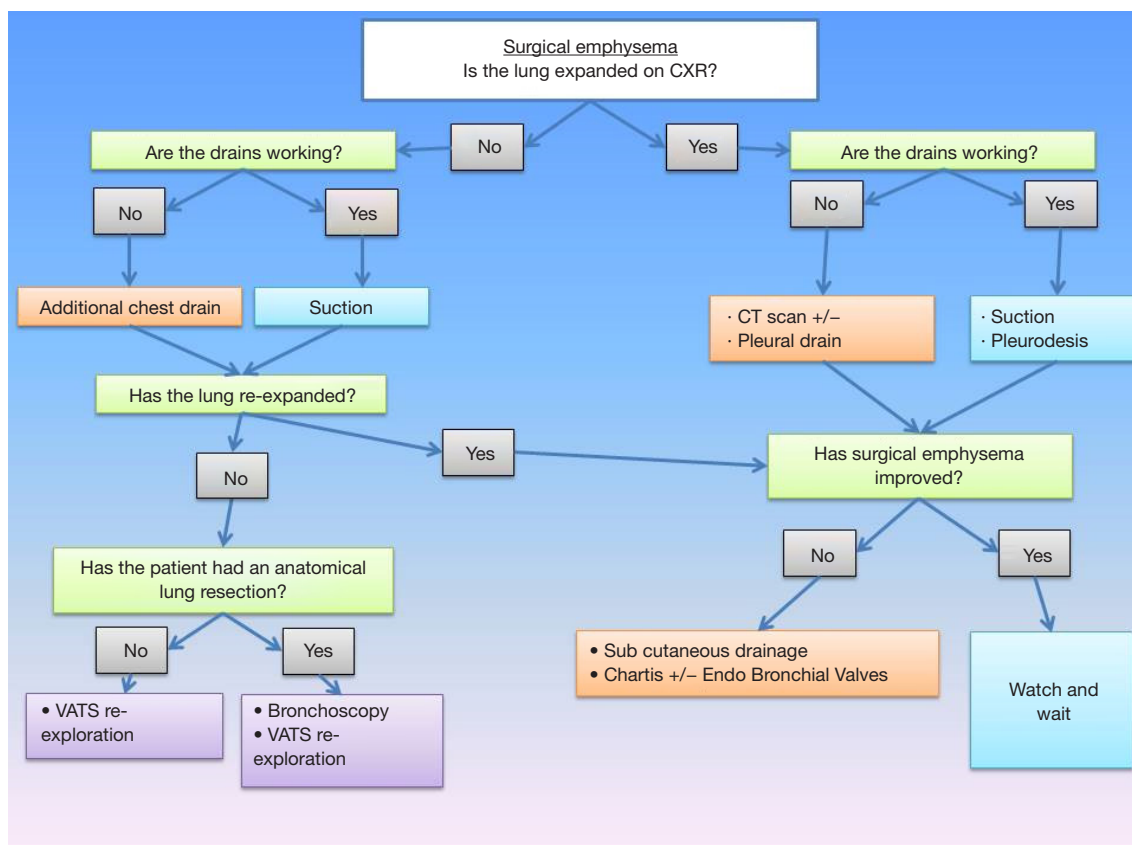 Surgical emphysema
Is the lung expanded on CXR?
No
Yes
Are the drains working?
Are the drains working?
No
Yes
No
Yes
Additional chest drain
Suction
· CT scan +/−
· Pleural drain
· Suction
· Pleurodesis
Has the lung re-expanded?
Yes
No
Has surgical emphysema
improved?
No
Yes
Has the patient had an anatomical
lung resection?
No
Yes
• Sub cutaneous drainage
• Chartis +/− Endo Bronchial Valves
Watch and
wait
• VATS re-
exploration
• Bronchoscopy
• VATS re-
exploration